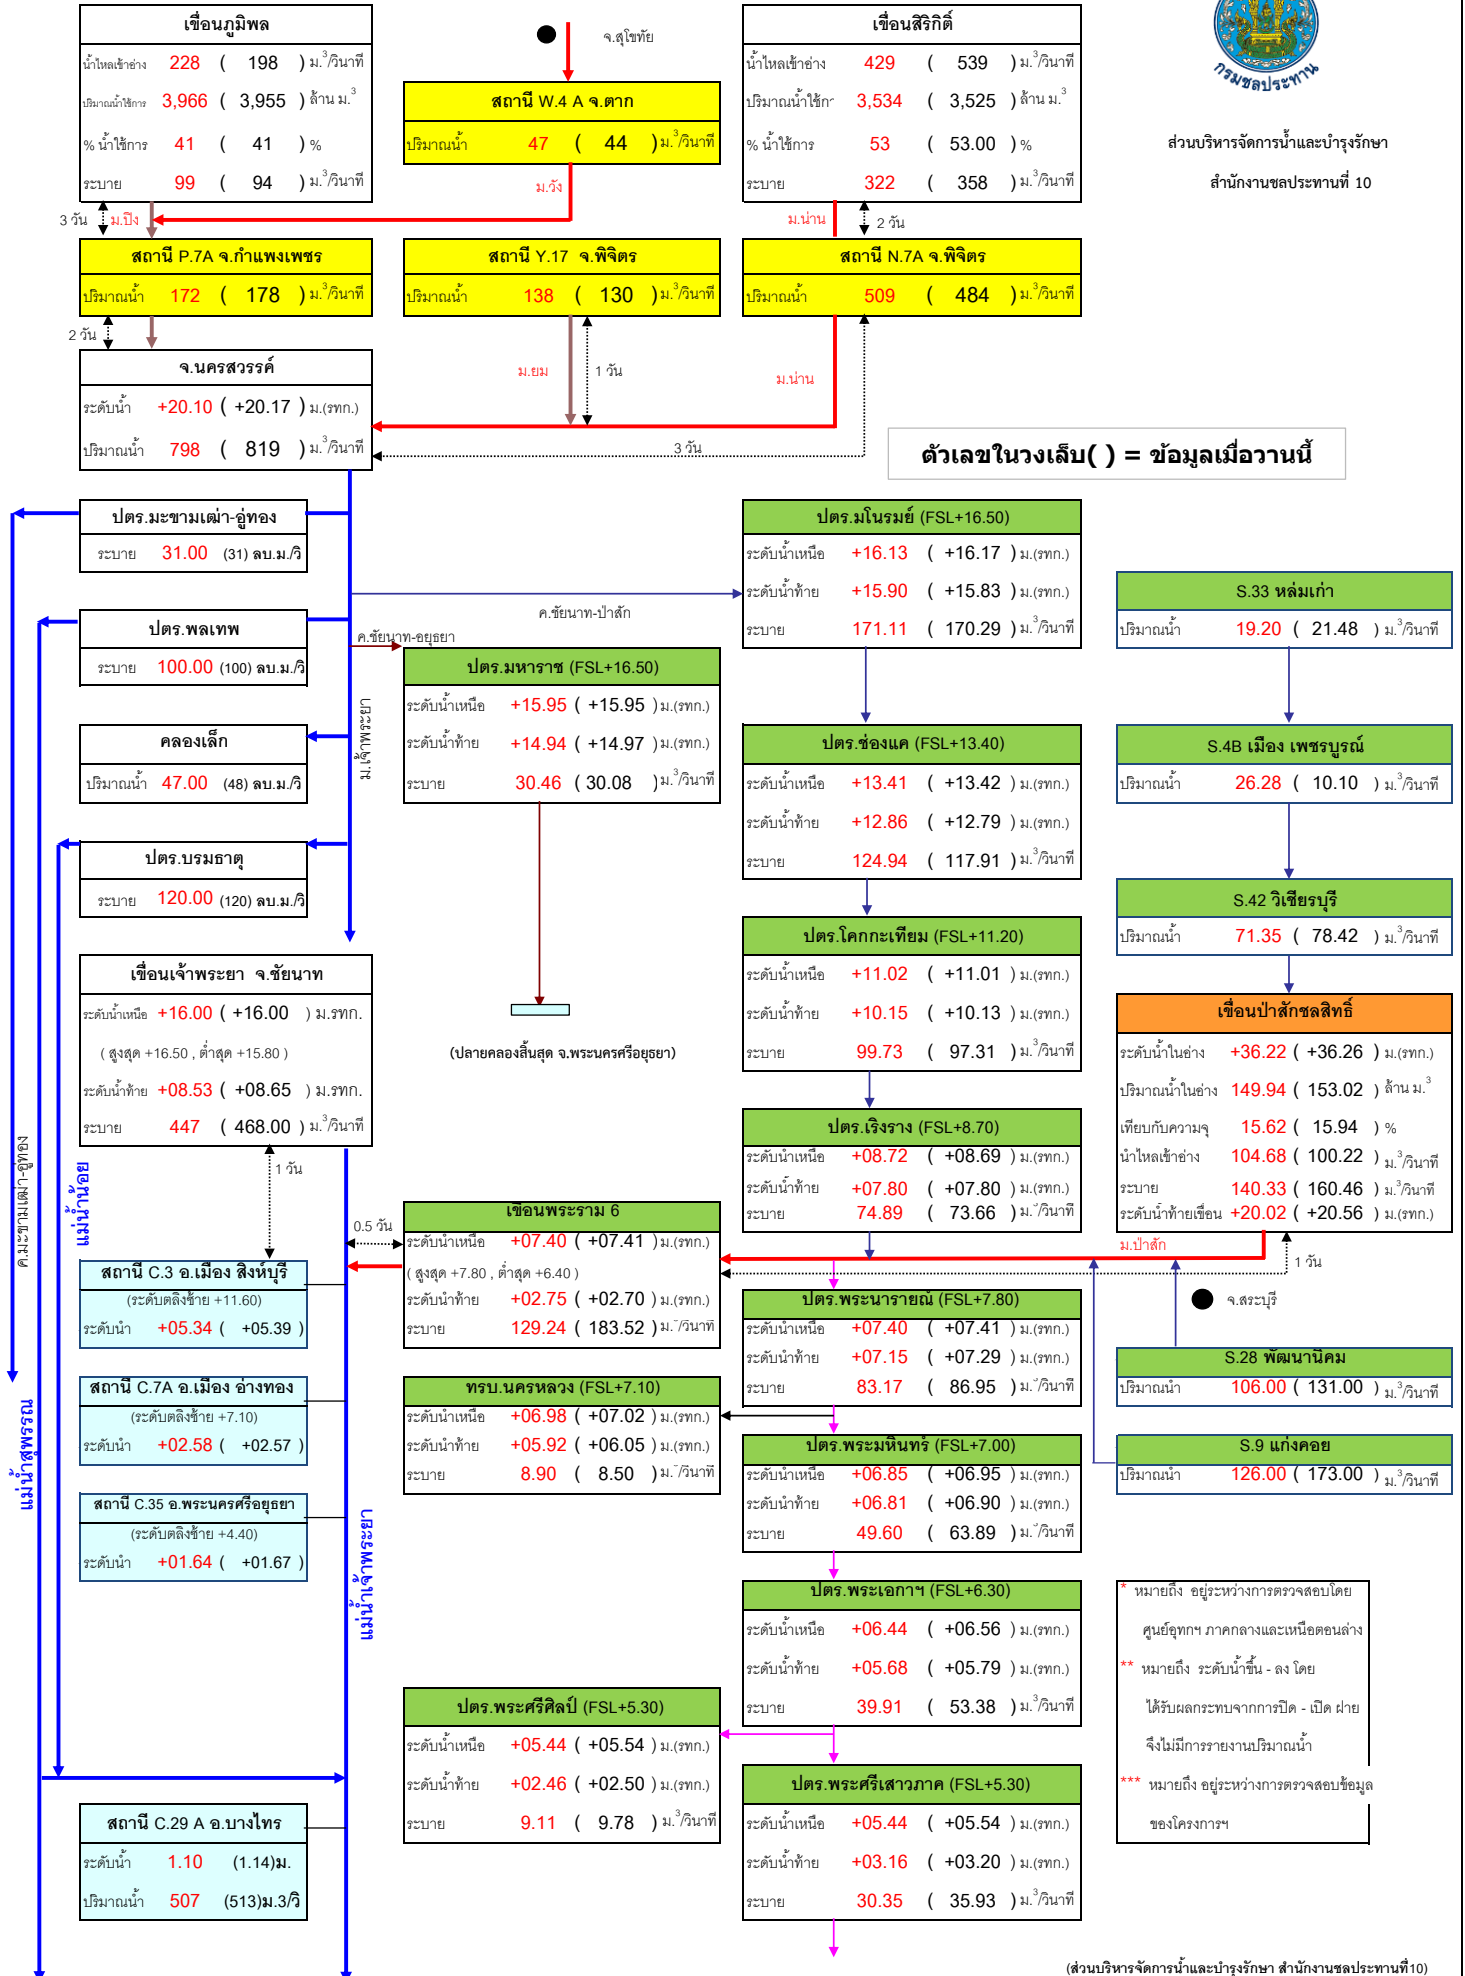 เขื่อนภูมิพล
น้ำไหลเข้าอ่าง 228 ( 198 ) ม.³/วินาที
ปริมาณน้ำใช้การ 3,966 ( 3,955 ) ล้าน ม.³
% น้ำใช้การ 41 ( 41 ) %
ระบาย 99 ( 94 ) ม.³/วินาที
จ.สุโขทัย
สถานี W.4 A จ.ตาก
ปริมาณน้ำ 47 ( 44 ) ม.³/วินาที
เขื่อนสิริกิติ์
น้ำไหลเข้าอ่าง 429 ( 539 ) ม.³/วินาที
ปริมาณน้ำใช้กา 3,534 ( 3,525 ) ล้าน ม.³
% น้ำใช้การ 53 ( 53.00 ) %
ระบาย 322 ( 358 ) ม.³/วินาที
กรมชลประทาน
ส่วนบริหารจัดการน้ำและบำรุงรักษา
สำนักงานชลประทานที่ 10
3 วัน ม.ปิง
ม.วัง
ม.น่าน 2 วัน
สถานี P.7A จ.กำแพงเพชร
ปริมาณน้ำ 172 ( 178 ) ม.³/วินาที
สถานี Y.17 จ.พิจิตร
ปริมาณน้ำ 138 ( 130 ) ม.³/วินาที
สถานี N.7A จ.พิจิตร
ปริมาณน้ำ 509 ( 484 ) ม.³/วินาที
2 วัน
ม.ยม 1 วัน
ม.น่าน
จ.นครสวรรค์
ระดับน้ำ +20.10 ( +20.17 ) ม.(รทก.)
ปริมาณน้ำ 798 ( 819 ) ม.³/วินาที
3 วัน
ตัวเลขในวงเล็บ( ) = ข้อมูลเมื่อวานนี้
ปตร.มะขามเฒ่า-อู่ทอง
ระบาย 31.00 (31) ลบ.ม./วิ
ปตร.พลเทพ
ระบาย 100.00 (100) ลบ.ม./วิ
คลองเล็ก
ปริมาณน้ำ 47.00 (48) ลบ.ม./วิ
ปตร.บรมธาตุ
ระบาย 120.00 (120) ลบ.ม./วิ
ม.เจ้าพระยา
ค.ชัยนาท-ป่าสัก
ค.ชัยนาท-อยุธยา
ปตร.มหาราช (FSL+16.50)
ระดับน้ำเหนือ +15.95 ( +15.95 ) ม.(รทก.)
ระดับน้ำท้าย +14.94 ( +14.97 ) ม.(รทก.)
ระบาย 30.46 ( 30.08 ) ม.³/วินาที
(ปลายคลองสิ้นสุด จ.พระนครศรีอยุธยา)
ปตร.มโนรมย์ (FSL+16.50)
ระดับน้ำเหนือ +16.13 ( +16.17 ) ม.(รทก.)
ระดับน้ำท้าย +15.90 ( +15.83 ) ม.(รทก.)
ระบาย 171.11 ( 170.29 ) ม.³/วินาที
ปตร.ช่องแค (FSL+13.40)
ระดับน้ำเหนือ +13.41 ( +13.42 ) ม.(รทก.)
ระดับน้ำท้าย +12.86 ( +12.79 ) ม.(รทก.)
ระบาย 124.94 ( 117.91 ) ม.³/วินาที
ปตร.โคกกะเทียม (FSL+11.20)
ระดับน้ำเหนือ +11.02 ( +11.01 ) ม.(รทก.)
ระดับน้ำท้าย +10.15 ( +10.13 ) ม.(รทก.)
ระบาย 99.73 ( 97.31 ) ม.³/วินาที
ปตร.เริงราง (FSL+8.70)
ระดับน้ำเหนือ +08.72 ( +08.69 ) ม.(รทก.)
ระดับน้ำท้าย +07.80 ( +07.80 ) ม.(รทก.)
ระบาย 74.89 ( 73.66 ) ม.³/วินาที
S.33 หล่มเก่า
ปริมาณน้ำ 19.20 ( 21.48 ) ม.³/วินาที
S.4B เมือง เพชรบูรณ์
ปริมาณน้ำ 26.28 ( 10.10 ) ม.³/วินาที
S.42 วิเชียรบุรี
ปริมาณน้ำ 71.35 ( 78.42 ) ม.³/วินาที
เขื่อนป่าสักชลสิทธิ์
ระดับน้ำในอ่าง +36.22 ( +36.26 ) ม.(รทก.)
ปริมาณน้ำในอ่าง 149.94 ( 153.02 ) ล้าน ม.³
เทียบกับความจุ 15.62 ( 15.94 ) %
น้ำไหลเข้าอ่าง 104.68 ( 100.22 ) ม.³/วินาที
ระบาย 140.33 ( 160.46 ) ม.³/วินาที
ระดับน้ำท้ายเขื่อน +20.02 ( +20.56 ) ม.(รทก.)
ม.ป่าสัก
1 วัน
จ.สระบุรี
เขื่อนเจ้าพระยา จ.ชัยนาท
ระดับน้ำเหนือ +16.00 ( +16.00 ) ม.รทก.
( สูงสุด +16.50 , ต่ำสุด +15.80 )
ระดับน้ำท้าย +08.53 ( +08.65 ) ม.รทก.
ระบาย 447 ( 468.00 ) ม.³/วินาที
1 วัน
ค.มะขามเฒ่า-อู่ทอง
แม่น้ำน้อย
0.5 วัน
เขื่อนพระราม 6
ระดับน้ำเหนือ +07.40 ( +07.41 ) ม.(รทก.)
( สูงสุด +7.80 , ต่ำสุด +6.40 )
ระดับน้ำท้าย +02.75 ( +02.70 ) ม.(รทก.)
ระบาย 129.24 ( 183.52 ) ม.³/วินาที
สถานี C.3 อ.เมือง สิงห์บุรี
(ระดับตลิ่งซ้าย +11.60)
ระดับน้ำ +05.34 ( +05.39 )
สถานี C.7A อ.เมือง อ่างทอง
(ระดับตลิ่งซ้าย +7.10)
ระดับน้ำ +02.58 ( +02.57 )
สถานี C.35 อ.พระนครศรีอยุธยา
(ระดับตลิ่งซ้าย +4.40)
ระดับน้ำ +01.64 ( +01.67 )
แม่น้ำสุพรรณ
แม่น้ำเจ้าพระยา
ทรบ.นครหลวง (FSL+7.10)
ระดับน้ำเหนือ +06.98 ( +07.02 ) ม.(รทก.)
ระดับน้ำท้าย +05.92 ( +06.05 ) ม.(รทก.)
ระบาย 8.90 ( 8.50 ) ม.³/วินาที
ปตร.พระนารายณ์ (FSL+7.80)
ระดับน้ำเหนือ +07.40 ( +07.41 ) ม.(รทก.)
ระดับน้ำท้าย +07.15 ( +07.29 ) ม.(รทก.)
ระบาย 83.17 ( 86.95 ) ม.³/วินาที
ปตร.พระมหินทร์ (FSL+7.00)
ระดับน้ำเหนือ +06.85 ( +06.95 ) ม.(รทก.)
ระดับน้ำท้าย +06.81 ( +06.90 ) ม.(รทก.)
ระบาย 49.60 ( 63.89 ) ม.³/วินาที
S.28 พัฒนานิคม
ปริมาณน้ำ 106.00 ( 131.00 ) ม.³/วินาที
S.9 แก่งคอย
ปริมาณน้ำ 126.00 ( 173.00 ) ม.³/วินาที
ปตร.พระเอกาฯ (FSL+6.30)
ระดับน้ำเหนือ +06.44 ( +06.56 ) ม.(รทก.)
ระดับน้ำท้าย +05.68 ( +05.79 ) ม.(รทก.)
ระบาย 39.91 ( 53.38 ) ม.³/วินาที
ปตร.พระศรีศิลป์ (FSL+5.30)
ระดับน้ำเหนือ +05.44 ( +05.54 ) ม.(รทก.)
ระดับน้ำท้าย +02.46 ( +02.50 ) ม.(รทก.)
ระบาย 9.11 ( 9.78 ) ม.³/วินาที
ปตร.พระศรีเสาวภาค (FSL+5.30)
ระดับน้ำเหนือ +05.44 ( +05.54 ) ม.(รทก.)
ระดับน้ำท้าย +03.16 ( +03.20 ) ม.(รทก.)
ระบาย 30.35 ( 35.93 ) ม.³/วินาที
* หมายถึง อยู่ระหว่างการตรวจสอบโดย
ศูนย์อุทกฯ ภาคกลางและเหนือตอนล่าง
** หมายถึง ระดับน้ำขึ้น - ลง โดย
ได้รับผลกระทบจากการปิด - เปิด ฝาย
จึงไม่มีการรายงานปริมาณน้ำ
*** หมายถึง อยู่ระหว่างการตรวจสอบข้อมูล
ของโครงการฯ
สถานี C.29 A อ.บางไทร
ระดับน้ำ 1.10 (1.14)ม.
ปริมาณน้ำ 507 (513)ม.3/วิ
(ส่วนบริหารจัดการน้ำและบำรุงรักษา สำนักงานชลประทานที่10)